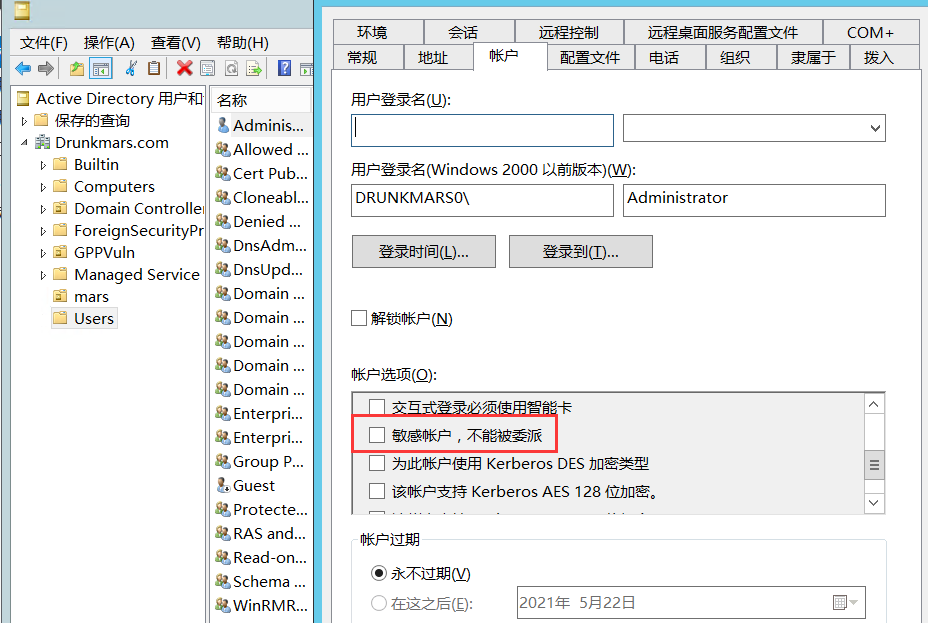 文件(F) 操作(A) 查看(V) 帮助(H)
Active Directory 用户和
保存的查询
Drunkmars.com
Builtin
Computers
Domain Controller
ForeignSecurityPr
GPPVuln
Managed Service
mars
Users
名称
Adminis...
Allowed ...
Cert Pub...
Cloneabl...
Denied ...
DnsAdm...
DnsUpd...
Domain ...
Domain ...
Domain ...
Domain ...
Domain ...
Enterpri...
Enterpri...
Group P...
Guest
Protecte...
RAS and...
Read-on...
Schema ...
WinRMR...
环境 会话 远程控制 远程桌面服务配置文件 COM+
常规 地址 帐户 配置文件 电话 组织 隶属于 拨入
用户登录名(U):
用户登录名(Windows 2000 以前版本)(W):
DRUNKMARS0\ Administrator
登录时间(L)... 登录到(T)...
解锁帐户(N)
帐户选项(O):
交互式登录必须使用智能卡
敏感帐户，不能被委派
为此帐户使用 Kerberos DES 加密类型
该帐户支持 Kerberos AES 128 位加密。
帐户过期
永不过期(V)
在这之后(E): 2021年 5月22日